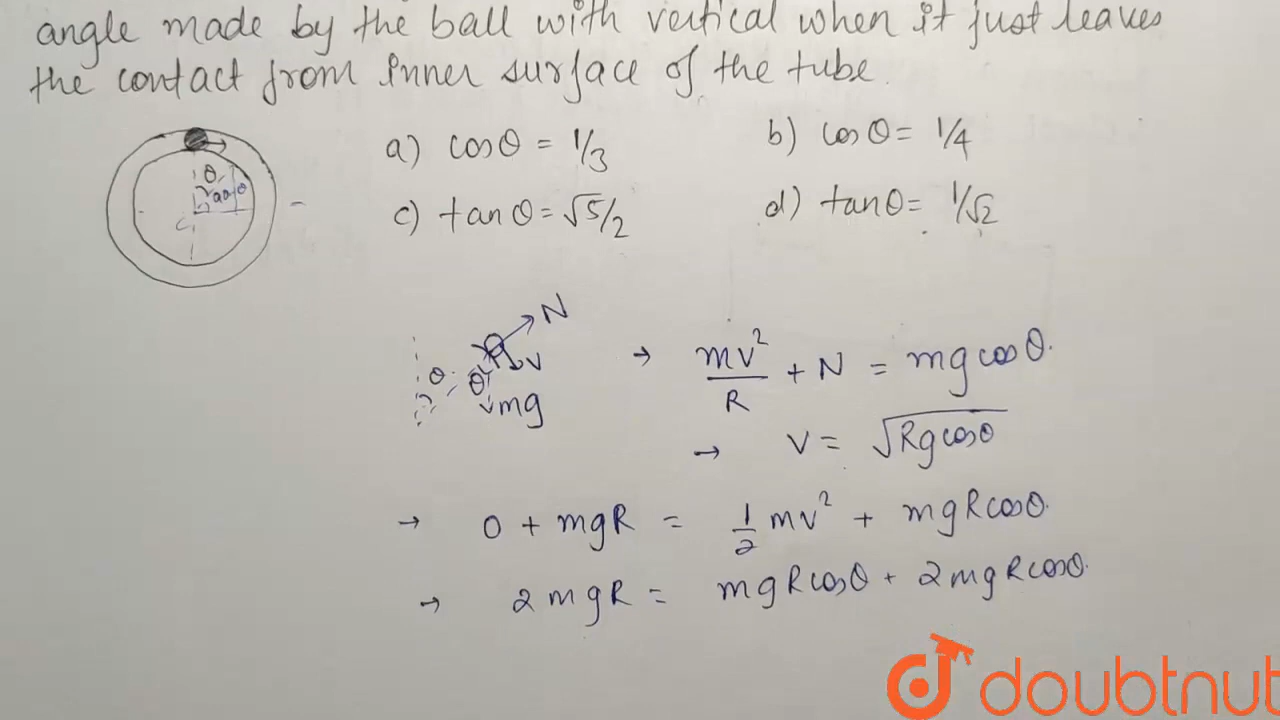 angle made by the ball with vertical when it just leaves
the contact from inner surface of the tube.
a) cosθ = 1/3
b) cosθ = 1/4
c) tanθ = √5/2
d) tanθ = 1/√2
θ
90-θ
C
N
V
θ
θ
mg
→ mv²/R + N = mg cosθ.
→ V = √Rg cosθ
→ 0 + mgR = 1/2 mv² + mgR cosθ.
→ 2mgR = mgR cosθ + 2mgR cosθ.
doubtnut